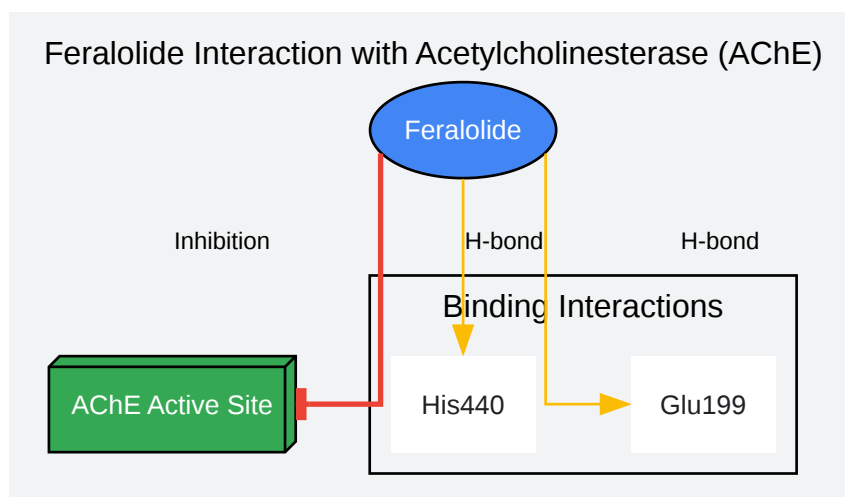 Feralolide Interaction with Acetylcholinesterase (AChE)
Feralolide
Inhibition
H-bond
H-bond
Binding Interactions
AChE Active Site
His440
Glu199